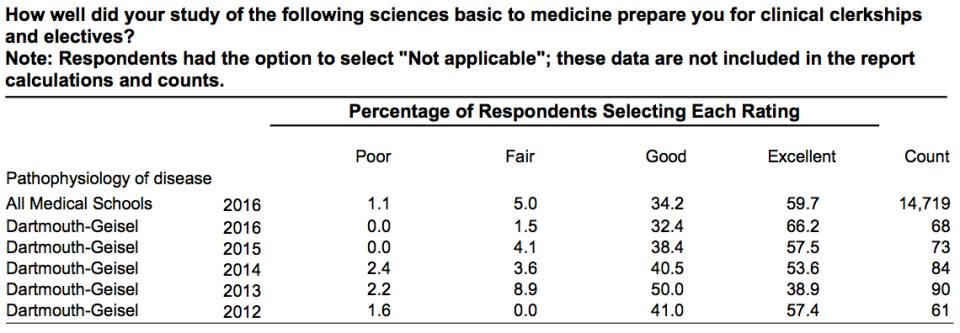 How well did your study of the following sciences basic to medicine prepare you for clinical clerkships
and electives?
Note: Respondents had the option to select "Not applicable"; these data are not included in the report
calculations and counts.
Percentage of Respondents Selecting Each Rating
Poor Fair Good Excellent Count
Pathophysiology of disease
All Medical Schools 2016 1.1 5.0 34.2 59.7 14,719
Dartmouth-Geisel 2016 0.0 1.5 32.4 66.2 68
Dartmouth-Geisel 2015 0.0 4.1 38.4 57.5 73
Dartmouth-Geisel 2014 2.4 3.6 40.5 53.6 84
Dartmouth-Geisel 2013 2.2 8.9 50.0 38.9 90
Dartmouth-Geisel 2012 1.6 0.0 41.0 57.4 61